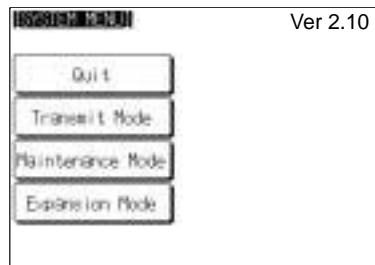 [SYSTEM MENU]
Ver 2.10
Quit
Transmit Mode
Maintenance Mode
Expansion Mode